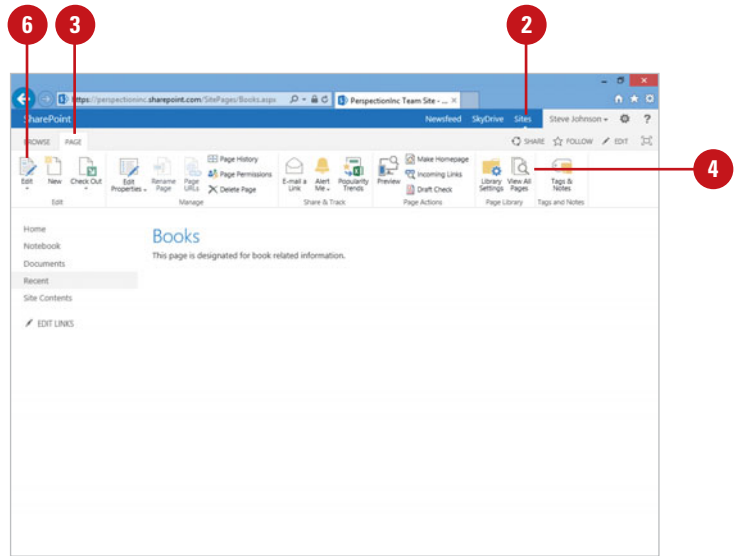 6 3 2
https://perspectioninc.sharepoint.com/SitePages/Books.aspx PerspectionInc Team Site - ...
SharePoint Newsfeed SkyDrive Sites Steve Johnson ?
BROWSE PAGE SHARE FOLLOW EDIT
Edit New Check Out Edit Properties Rename Page Page URLs Page History Page Permissions Delete Page E-mail a Link Alert Me Popularity Trends Preview Make Homepage Incoming Links Draft Check Library Settings View All Pages Tags & Notes
4
Edit Manage Share & Track Page Actions Page Library Tags and Notes
Home
Notebook
Documents
Recent
Site Contents
EDIT LINKS
Books
This page is designated for book related information.